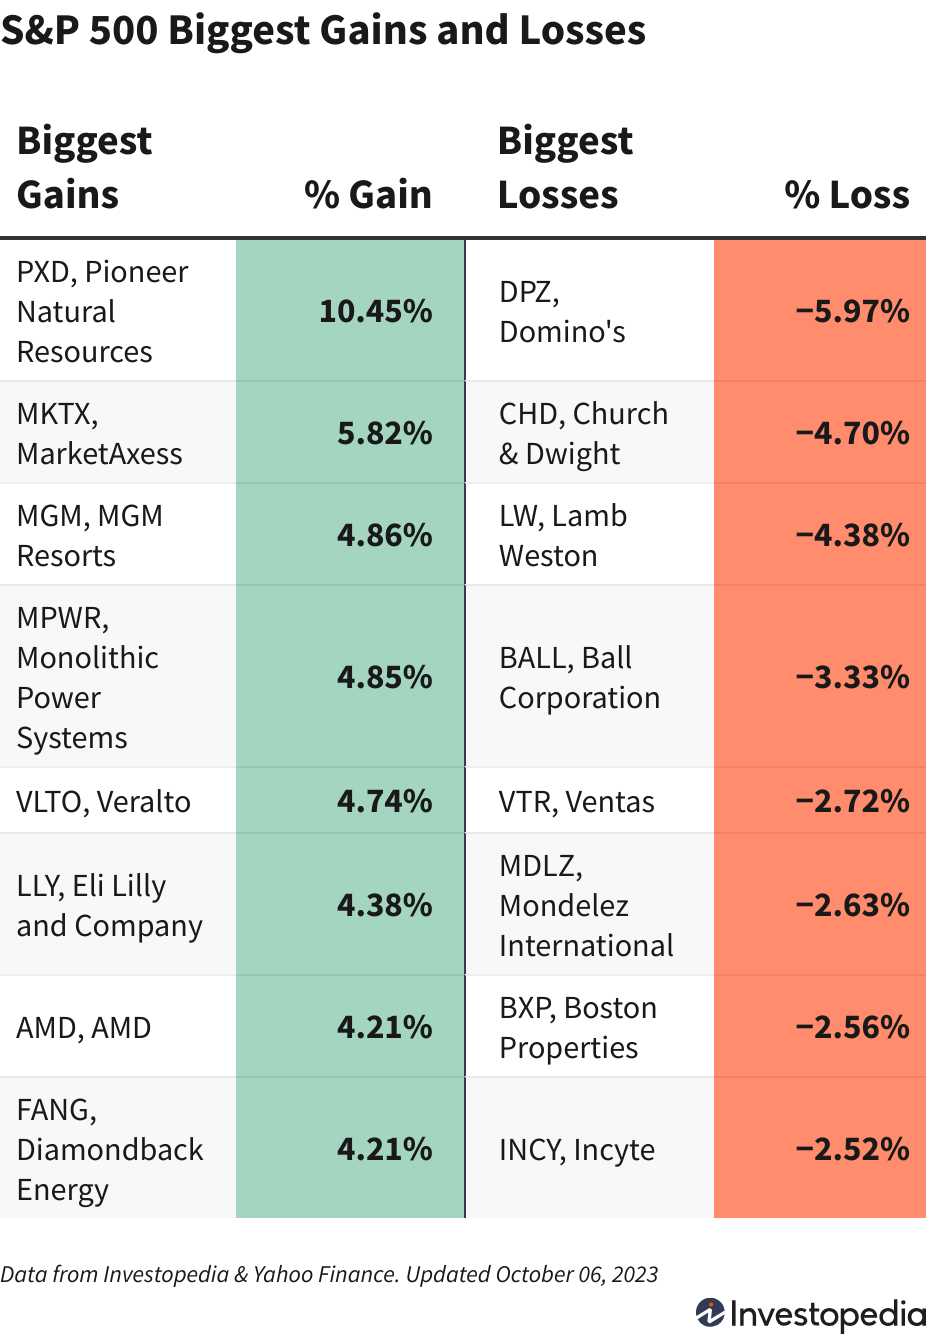 S&P 500 Biggest Gains and Losses
Biggest
Gains
% Gain
Biggest
Losses
% Loss
PXD, Pioneer
Natural
Resources
10.45%
DPZ,
Domino's
−5.97%
MKTX,
MarketAxess
5.82%
CHD, Church
& Dwight
−4.70%
MGM, MGM
Resorts
4.86%
LW, Lamb
Weston
−4.38%
MPWR,
Monolithic
Power
Systems
4.85%
BALL, Ball
Corporation
−3.33%
VLTO, Veralto
4.74%
VTR, Ventas
−2.72%
LLY, Eli Lilly
and Company
4.38%
MDLZ,
Mondelez
International
−2.63%
AMD, AMD
4.21%
BXP, Boston
Properties
−2.56%
FANG,
Diamondback
Energy
4.21%
INCY, Incyte
−2.52%
Data from Investopedia & Yahoo Finance. Updated October 06, 2023
Investopedia